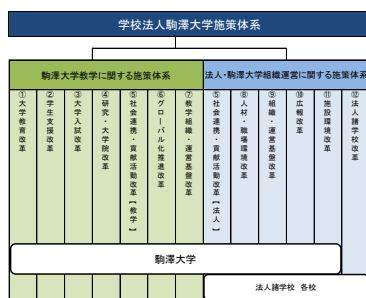 学校法人駒澤大学施策体系
駒澤大学教学に関する施策体系
法人・駒澤大学組織運営に関する施策体系
①大学教育改革
②学生支援改革
③大学入試改革
④研究・大学院改革
⑤社会連携・貢献活動改革【教学】
⑥グローバル化推進改革
⑦教学組織・運営基盤改革
⑤社会連携・貢献活動改革【法人】
⑧人材・職場環境改革
⑨組織・運営基盤改革
⑩広報改革
⑪施設環境改革
⑫法人諸学校改革
駒澤大学
法人諸学校 各校